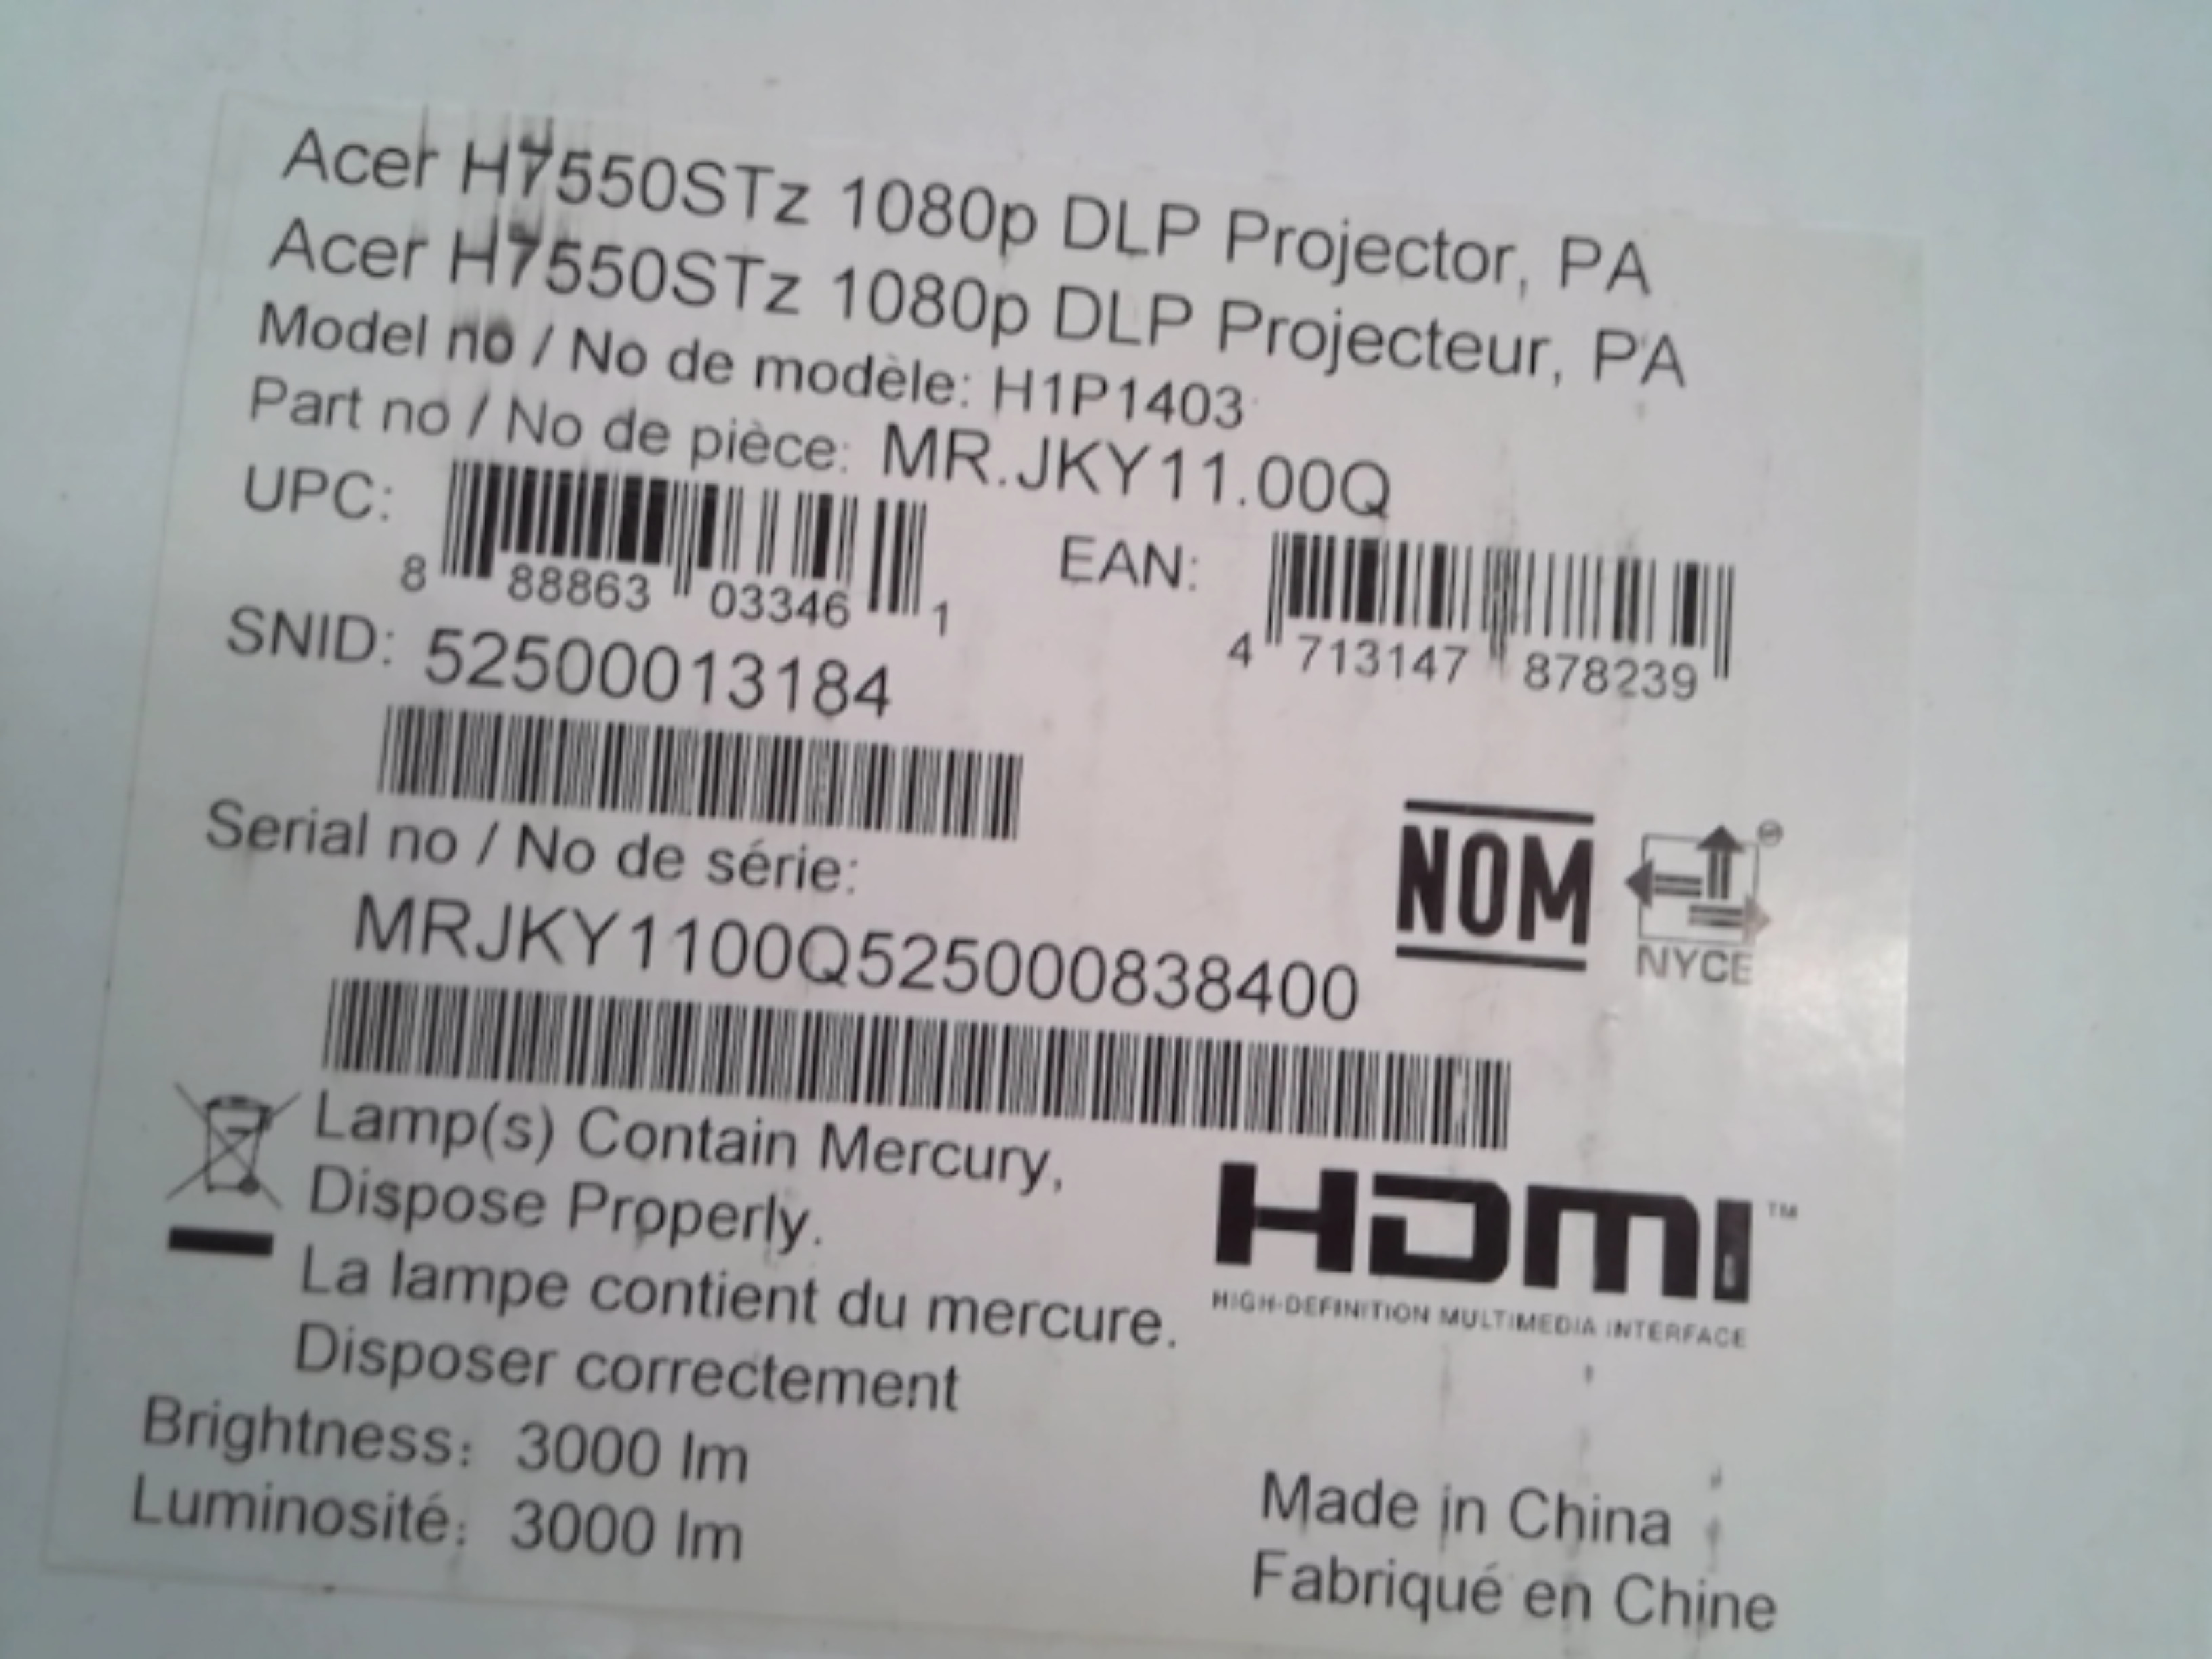 Acer H7550STz 1080p DLP Projector, PA
Acer H7550STz 1080p DLP Projecteur, PA
Model no / No de modèle: H1P1403
Part no / No de pièce: MR.JKY11.00Q
UPC:
8 88863 03346 1
EAN:
4 713147 878239
SNID: 52500013184
Serial no / No de série:
MRJKY1100Q525000838400
NOM
NYCE
Lamp(s) Contain Mercury,
Dispose Properly.
La lampe contient du mercure.
Disposer correctement
HDMI™
HIGH-DEFINITION MULTIMEDIA INTERFACE
Brightness: 3000 lm
Luminosité: 3000 lm
Made in China
Fabriqué en Chine